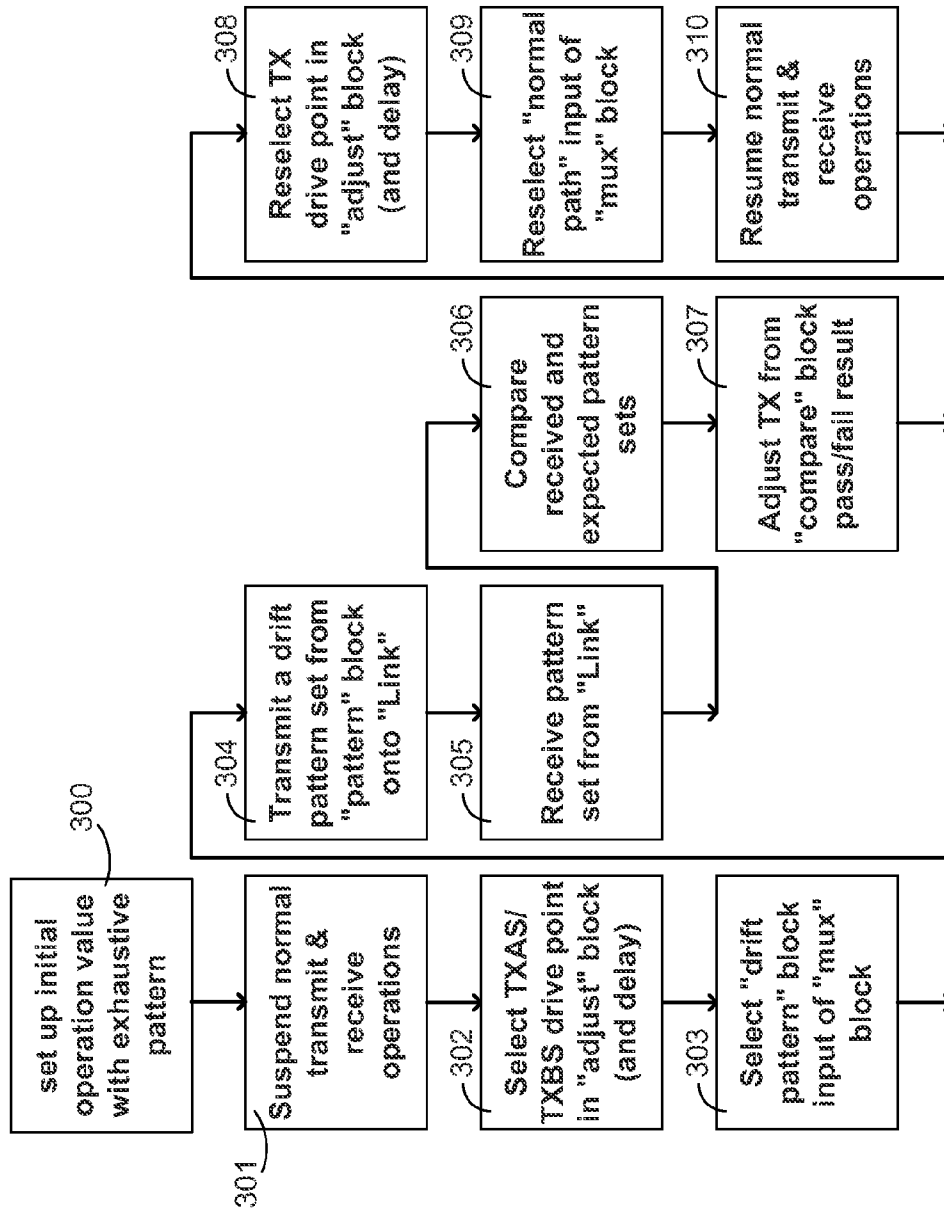 300
set up initial
operation value
with exhaustive
pattern
301
Suspend normal
transmit &
receive
operations
302
Select TXAS/
TXBS drive point
in "adjust" block
(and delay)
303
Select "drift
pattern" block
input of "mux"
block
304
Transmit a drift
pattern set from
"pattern" block
onto "Link"
305
Receive pattern
set from "Link"
306
Compare
received and
expected pattern
sets
307
Adjust TX from
"compare" block
pass/fail result
308
Reselect TX
drive point in
"adjust" block
(and delay)
309
Reselect "normal
path" input of
"mux" block
310
Resume normal
transmit &
receive
operations